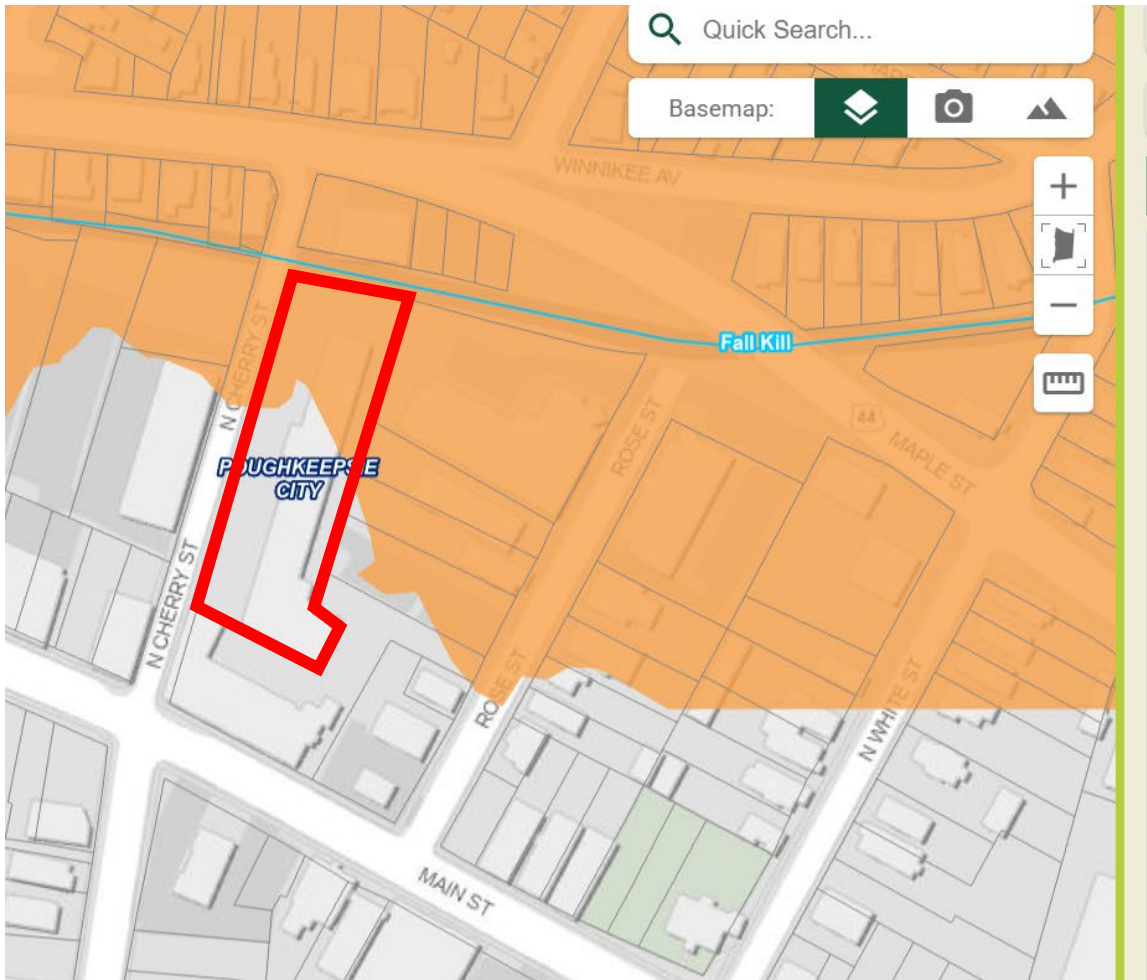 Quick Search...
Basemap:
WINNIKEE AV
N CHERRY ST
Fall Kill
ROSE ST
44
MAPLE ST
POUGHKEEPSIE
CITY
N CHERRY ST
ROSE ST
N WHITE ST
MAIN ST